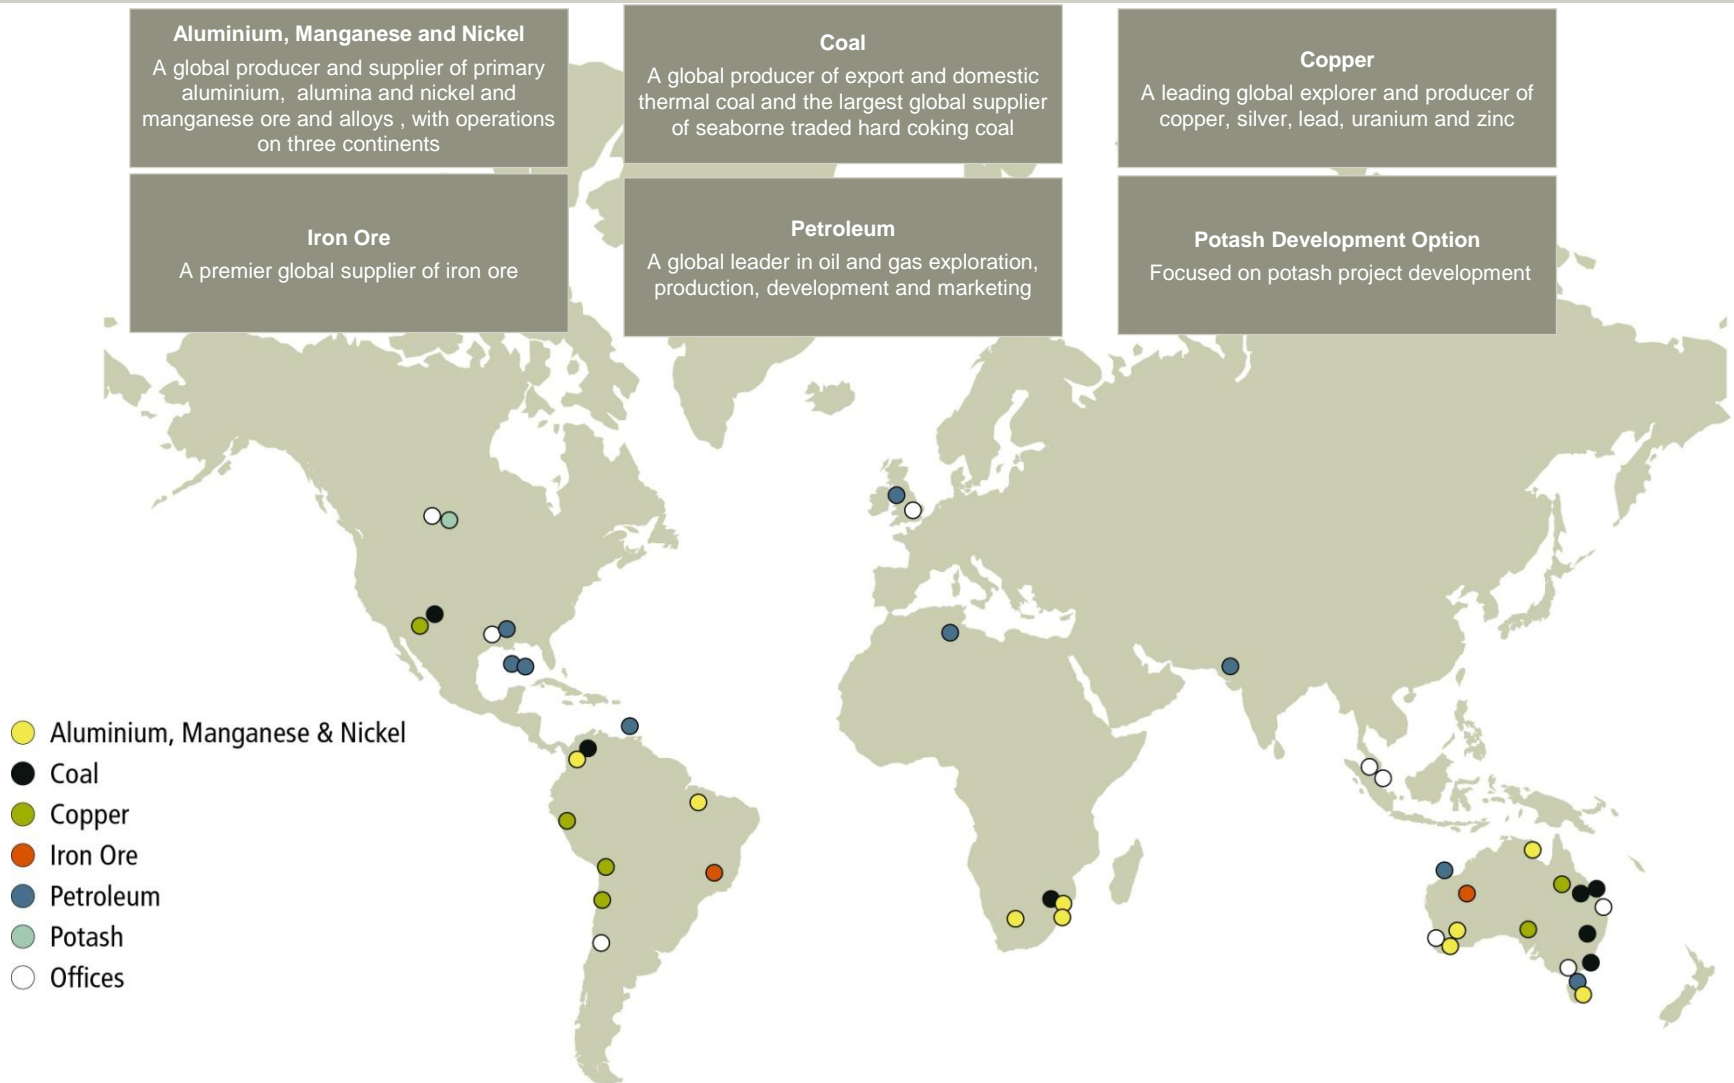 Aluminium, Manganese and Nickel
A global producer and supplier of primary
aluminium, alumina and nickel and
manganese ore and alloys , with operations
on three continents
Coal
A global producer of export and domestic
thermal coal and the largest global supplier
of seaborne traded hard coking coal
Copper
A leading global explorer and producer of
copper, silver, lead, uranium and zinc
Iron Ore
A premier global supplier of iron ore
Petroleum
A global leader in oil and gas exploration,
production, development and marketing
Potash Development Option
Focused on potash project development
Aluminium, Manganese & Nickel
Coal
Copper
Iron Ore
Petroleum
Potash
Offices